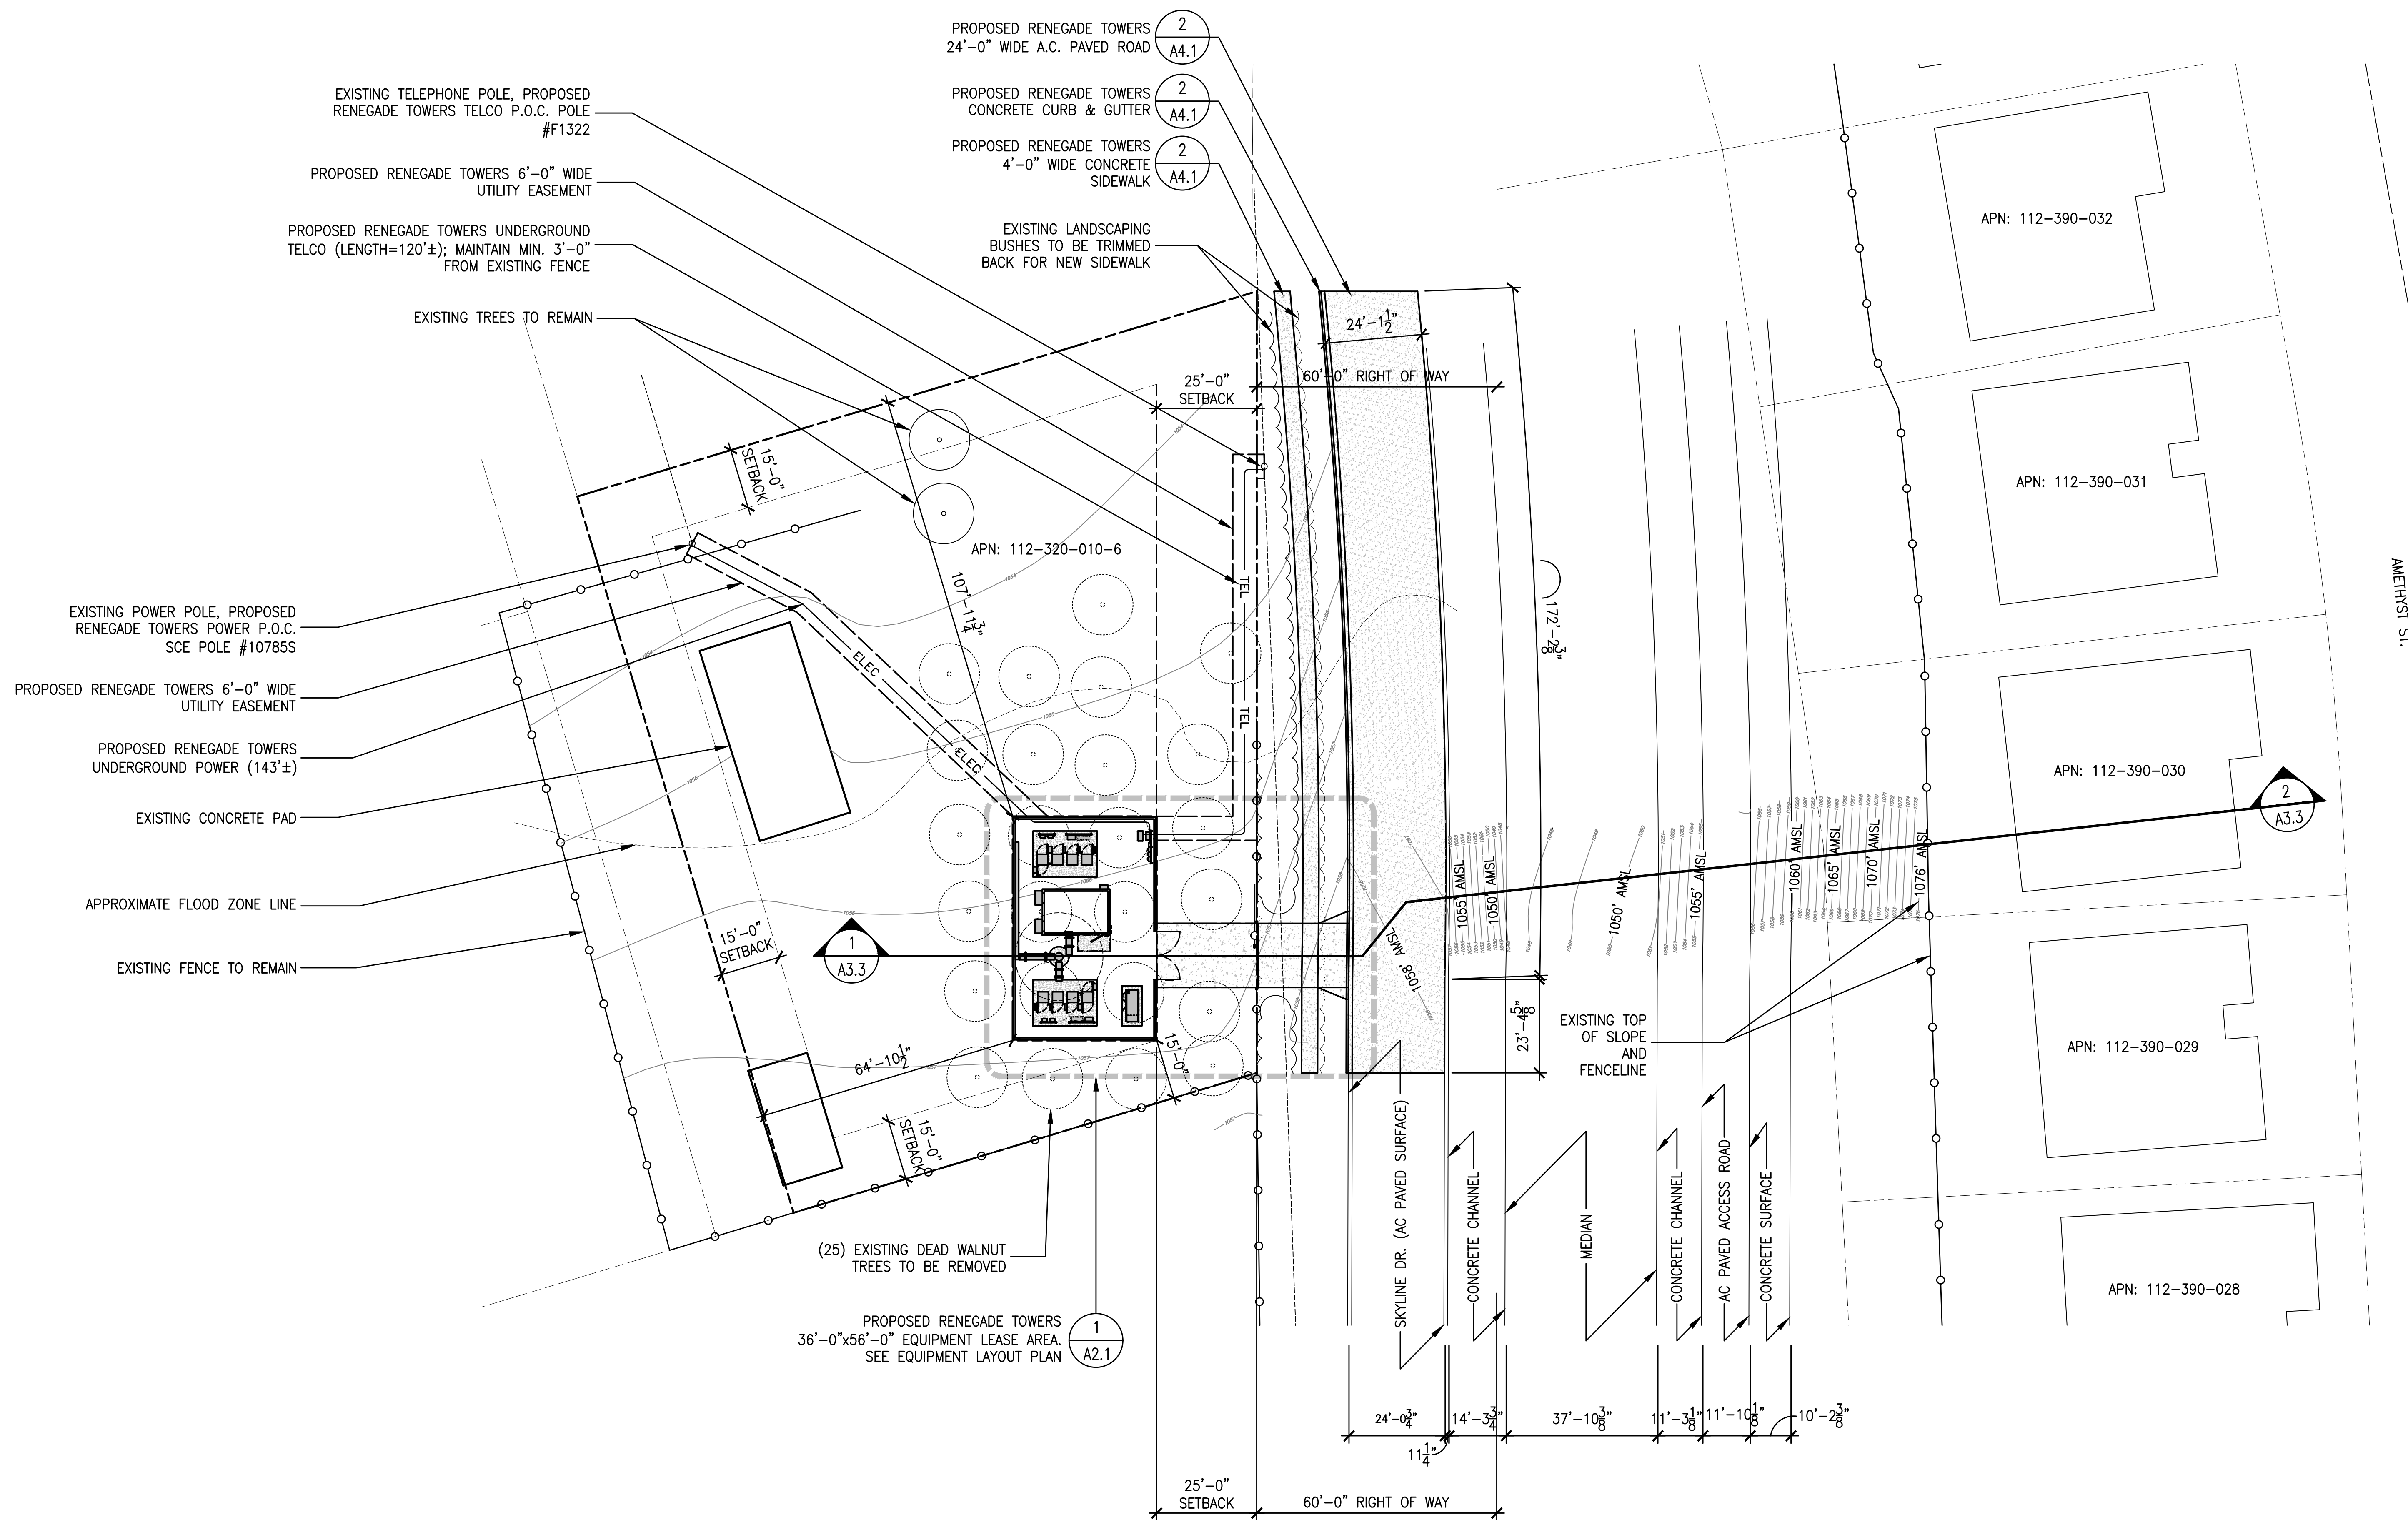 PROPOSED RENEGADE TOWERS
24'-0" WIDE A.C. PAVED ROAD
2
A4.1
PROPOSED RENEGADE TOWERS
CONCRETE CURB & GUTTER
2
A4.1
PROPOSED RENEGADE TOWERS
4'-0" WIDE CONCRETE
SIDEWALK
2
A4.1
EXISTING LANDSCAPING
BUSHES TO BE TRIMMED
BACK FOR NEW SIDEWALK
EXISTING TELEPHONE POLE, PROPOSED
RENEGADE TOWERS TELCO P.O.C. POLE
#F1322
PROPOSED RENEGADE TOWERS 6'-0" WIDE
UTILITY EASEMENT
PROPOSED RENEGADE TOWERS UNDERGROUND
TELCO (LENGTH=120'±); MAINTAIN MIN. 3'-0"
FROM EXISTING FENCE
EXISTING TREES TO REMAIN
EXISTING POWER POLE, PROPOSED
RENEGADE TOWERS POWER P.O.C.
SCE POLE #10785S
PROPOSED RENEGADE TOWERS 6'-0" WIDE
UTILITY EASEMENT
PROPOSED RENEGADE TOWERS
UNDERGROUND POWER (143'±)
EXISTING CONCRETE PAD
APPROXIMATE FLOOD ZONE LINE
EXISTING FENCE TO REMAIN
24'-1 1/2"
25'-0"
SETBACK
60'-0" RIGHT OF WAY
15'-0"
SETBACK
APN: 112-320-010-6
107'-11 3/4"
TEL
TEL
ELEC
ELEC
172'-2 3/8"
23'-4 5/8"
15'-0"
SETBACK
1
A3.3
2
A3.3
64'-10 1/2"
15'-0"
15'-0"
SETBACK
1058' AMSL
1055' AMSL
1050' AMSL
1050' AMSL
1055' AMSL
1060' AMSL
1065' AMSL
1070' AMSL
1076' AMSL
APN: 112-390-032
APN: 112-390-031
APN: 112-390-030
APN: 112-390-029
APN: 112-390-028
AMETHYST ST.
EXISTING TOP
OF SLOPE
AND
FENCELINE
(25) EXISTING DEAD WALNUT
TREES TO BE REMOVED
PROPOSED RENEGADE TOWERS
36'-0"x56'-0" EQUIPMENT LEASE AREA.
SEE EQUIPMENT LAYOUT PLAN
1
A2.1
SKYLINE DR. (AC PAVED SURFACE)
CONCRETE CHANNEL
MEDIAN
CONCRETE CHANNEL
AC PAVED ACCESS ROAD
CONCRETE SURFACE
24'-0 3/4"
11 1/4"
14'-3 3/4"
37'-10 3/8"
11'-3 1/8"
11'-10 1/8"
10'-2 3/8"
25'-0"
SETBACK
60'-0" RIGHT OF WAY